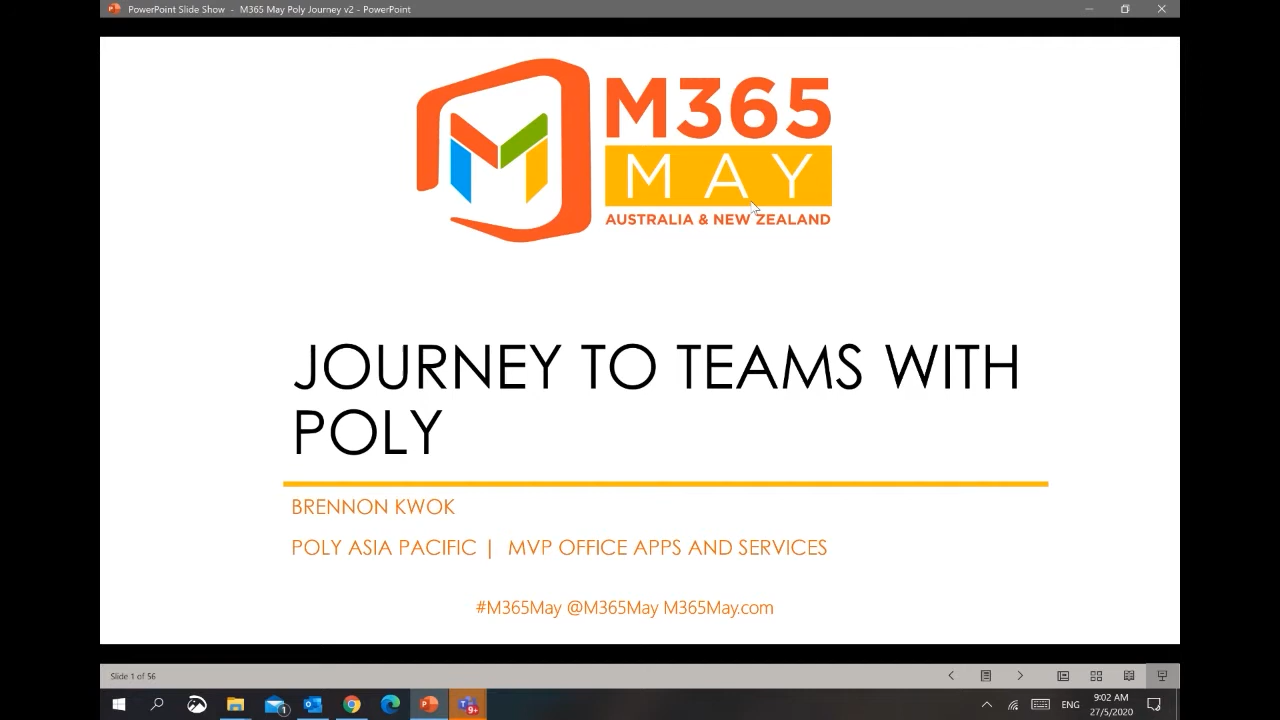 PowerPoint Slide Show - M365 May Poly Journey v2 - PowerPoint
M365
MAY
AUSTRALIA & NEW ZEALAND
JOURNEY TO TEAMS WITH
POLY
BRENNON KWOK
POLY ASIA PACIFIC | MVP OFFICE APPS AND SERVICES
#M365May @M365May M365May.com
Slide 1 of 56
1
9+
ENG
9:02 AM
27/5/2020